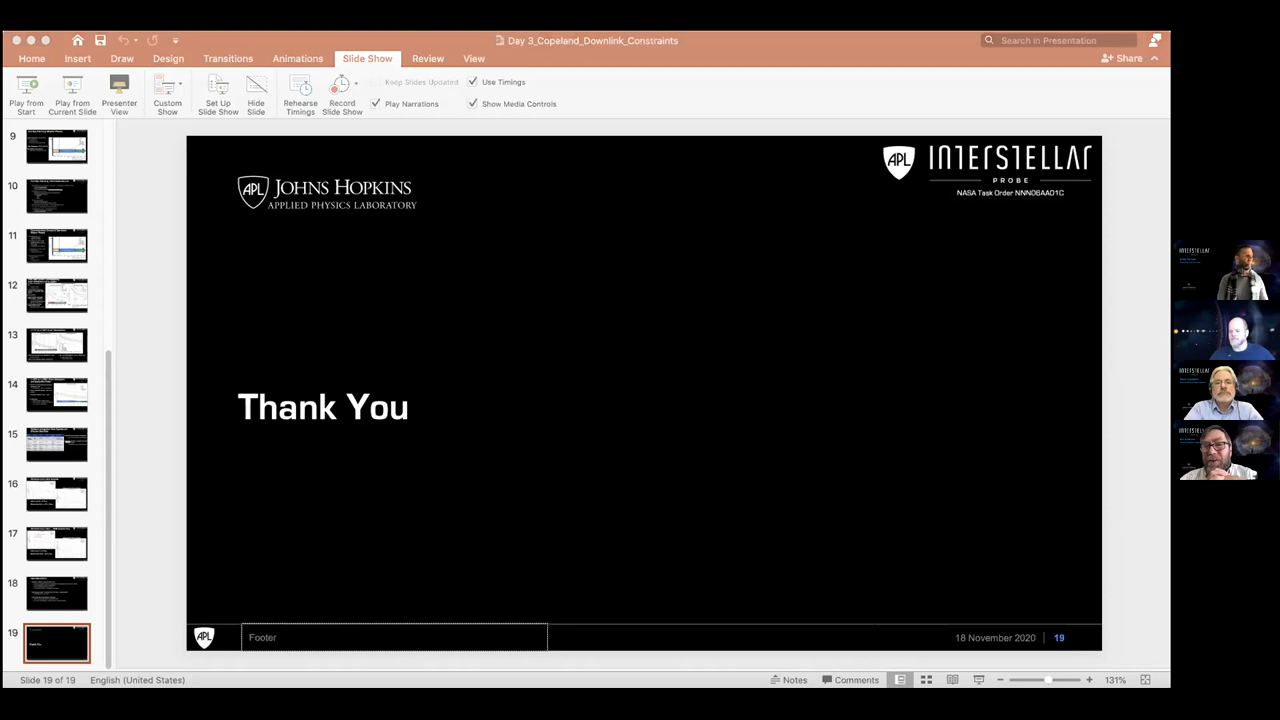 Day 3_Copeland_Downlink_Constraints
Search in Presentation
Home Insert Draw Design Transitions Animations Slide Show Review View
Share
Play from Start
Play from Current Slide
Presenter View
Custom Show
Set Up Slide Show
Hide Slide
Rehearse Timings
Record Slide Show
Keep Slides Updated
Play Narrations
Use Timings
Show Media Controls
9
10
11
12
13
14
15
16
17
18
19
APL JOHNS HOPKINS
APPLIED PHYSICS LABORATORY
APL INTERSTELLAR
PROBE
NASA Task Order NNN06AA01C
Thank You
APL
Footer
18 November 2020 19
Slide 19 of 19
English (United States)
Notes
Comments
131%